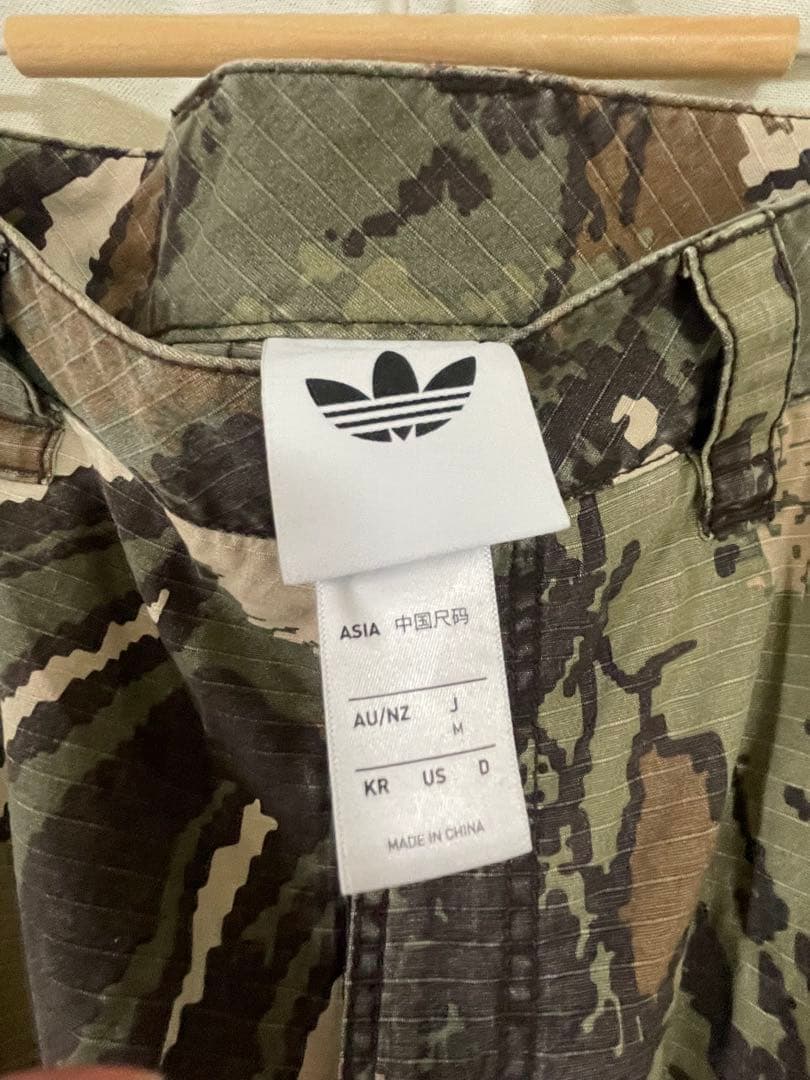 ASIA 中国尺码
AU/NZ J
M
KR US D
MADE IN CHINA